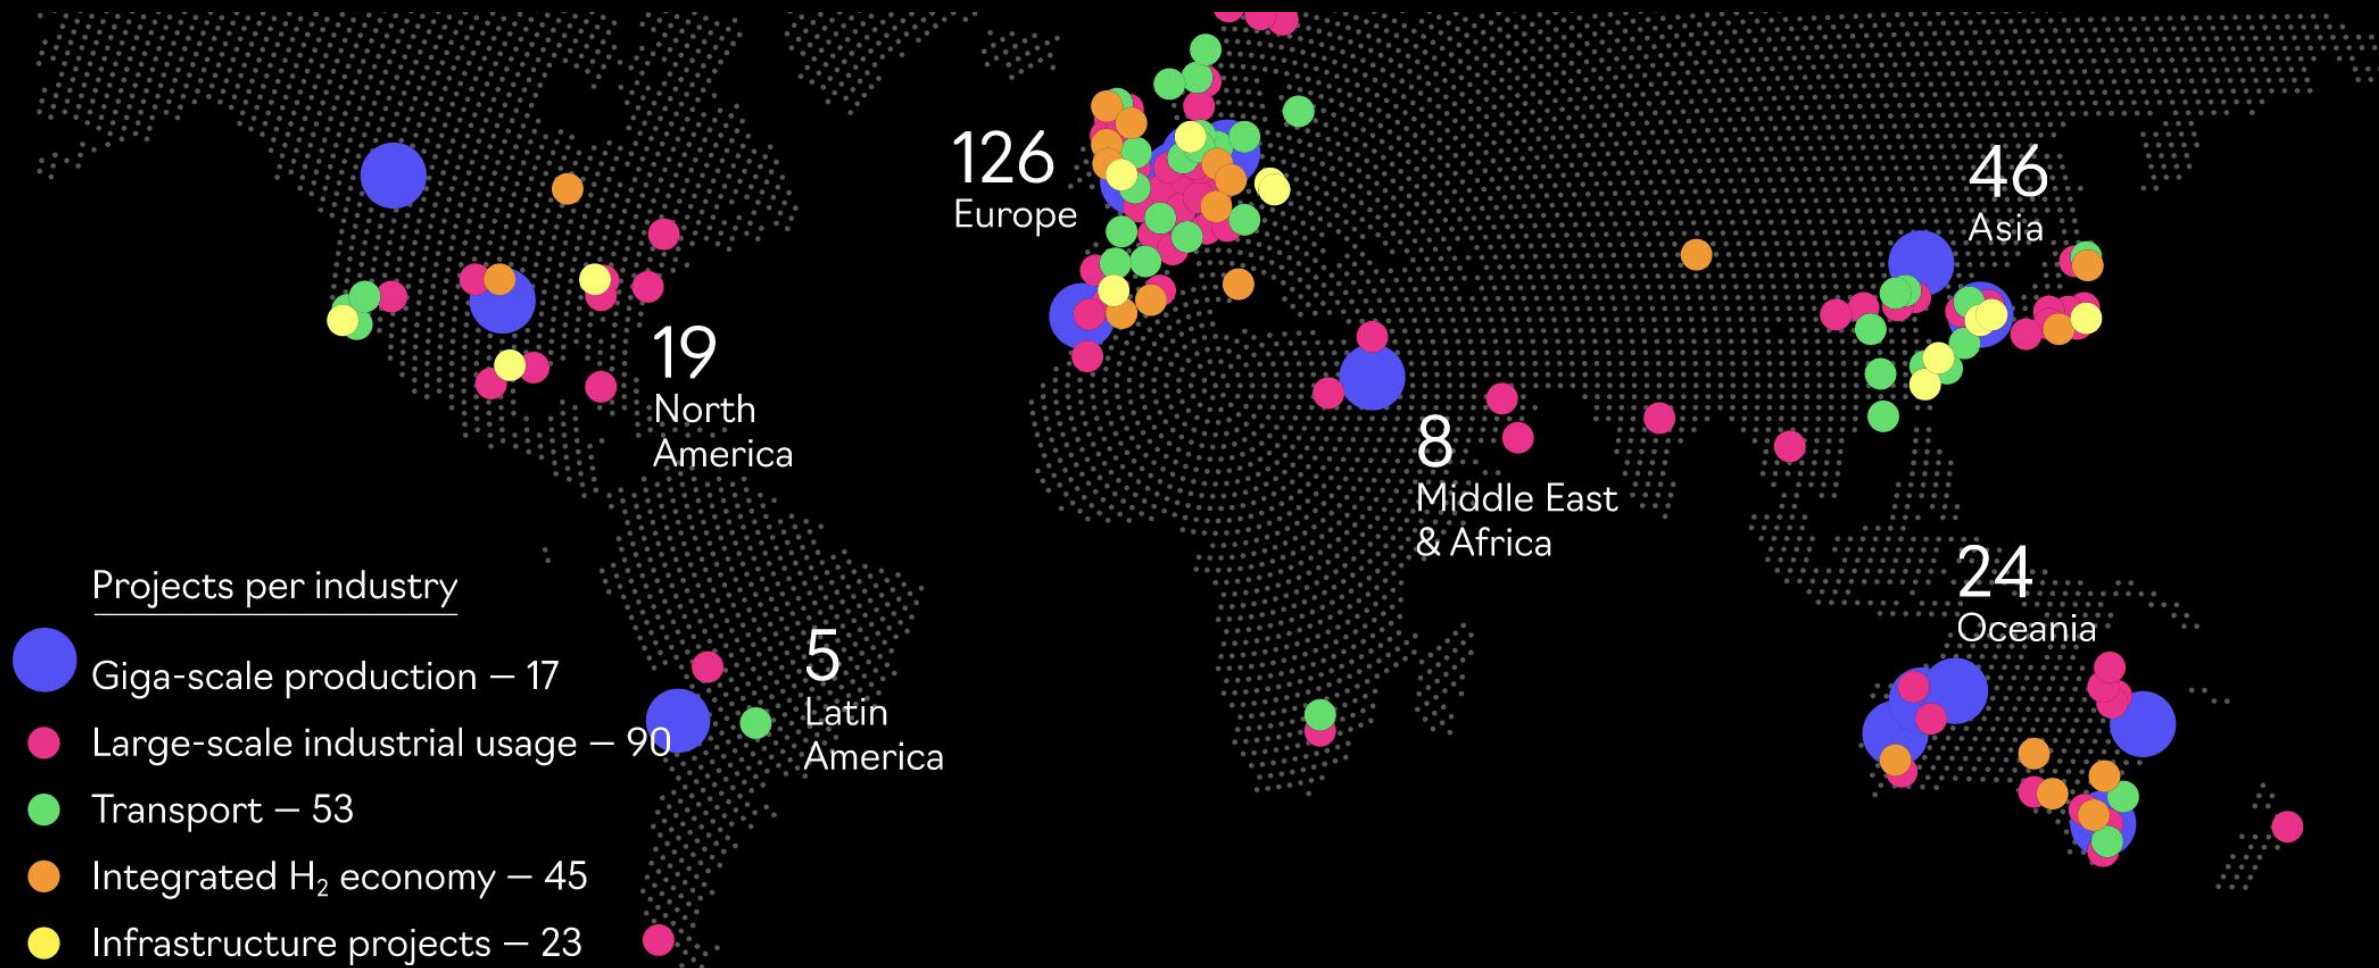 126
Europe
46
Asia
19
North
America
8
Middle East
& Africa
24
Oceania
5
Latin
America
Projects per industry
Giga-scale production – 17
Large-scale industrial usage – 90
Transport – 53
Integrated H₂ economy – 45
Infrastructure projects – 23